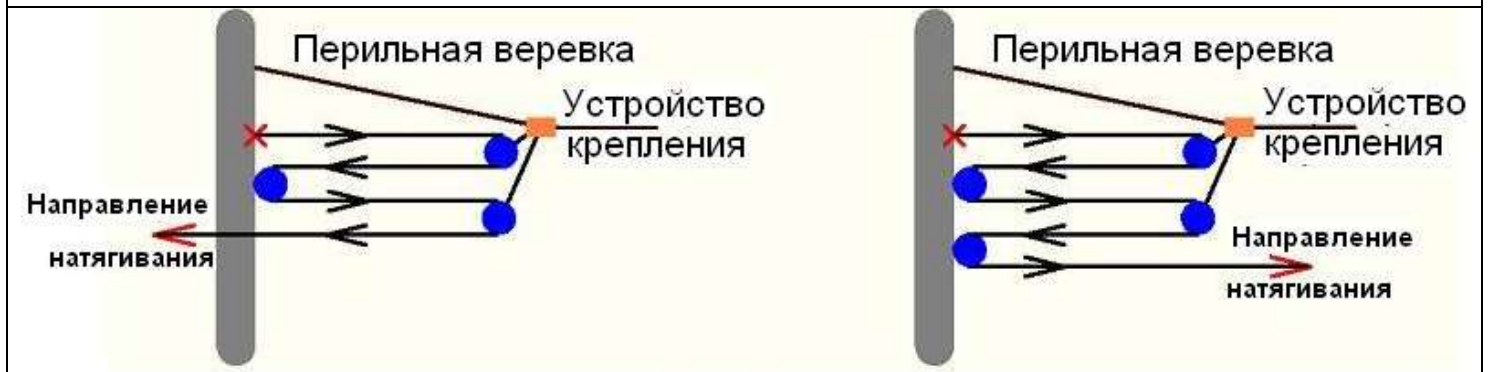 Перильная веревка
Устройство
крепления
Направление
натягивания
Перильная веревка
Устройство
крепления
Направление
натягивания